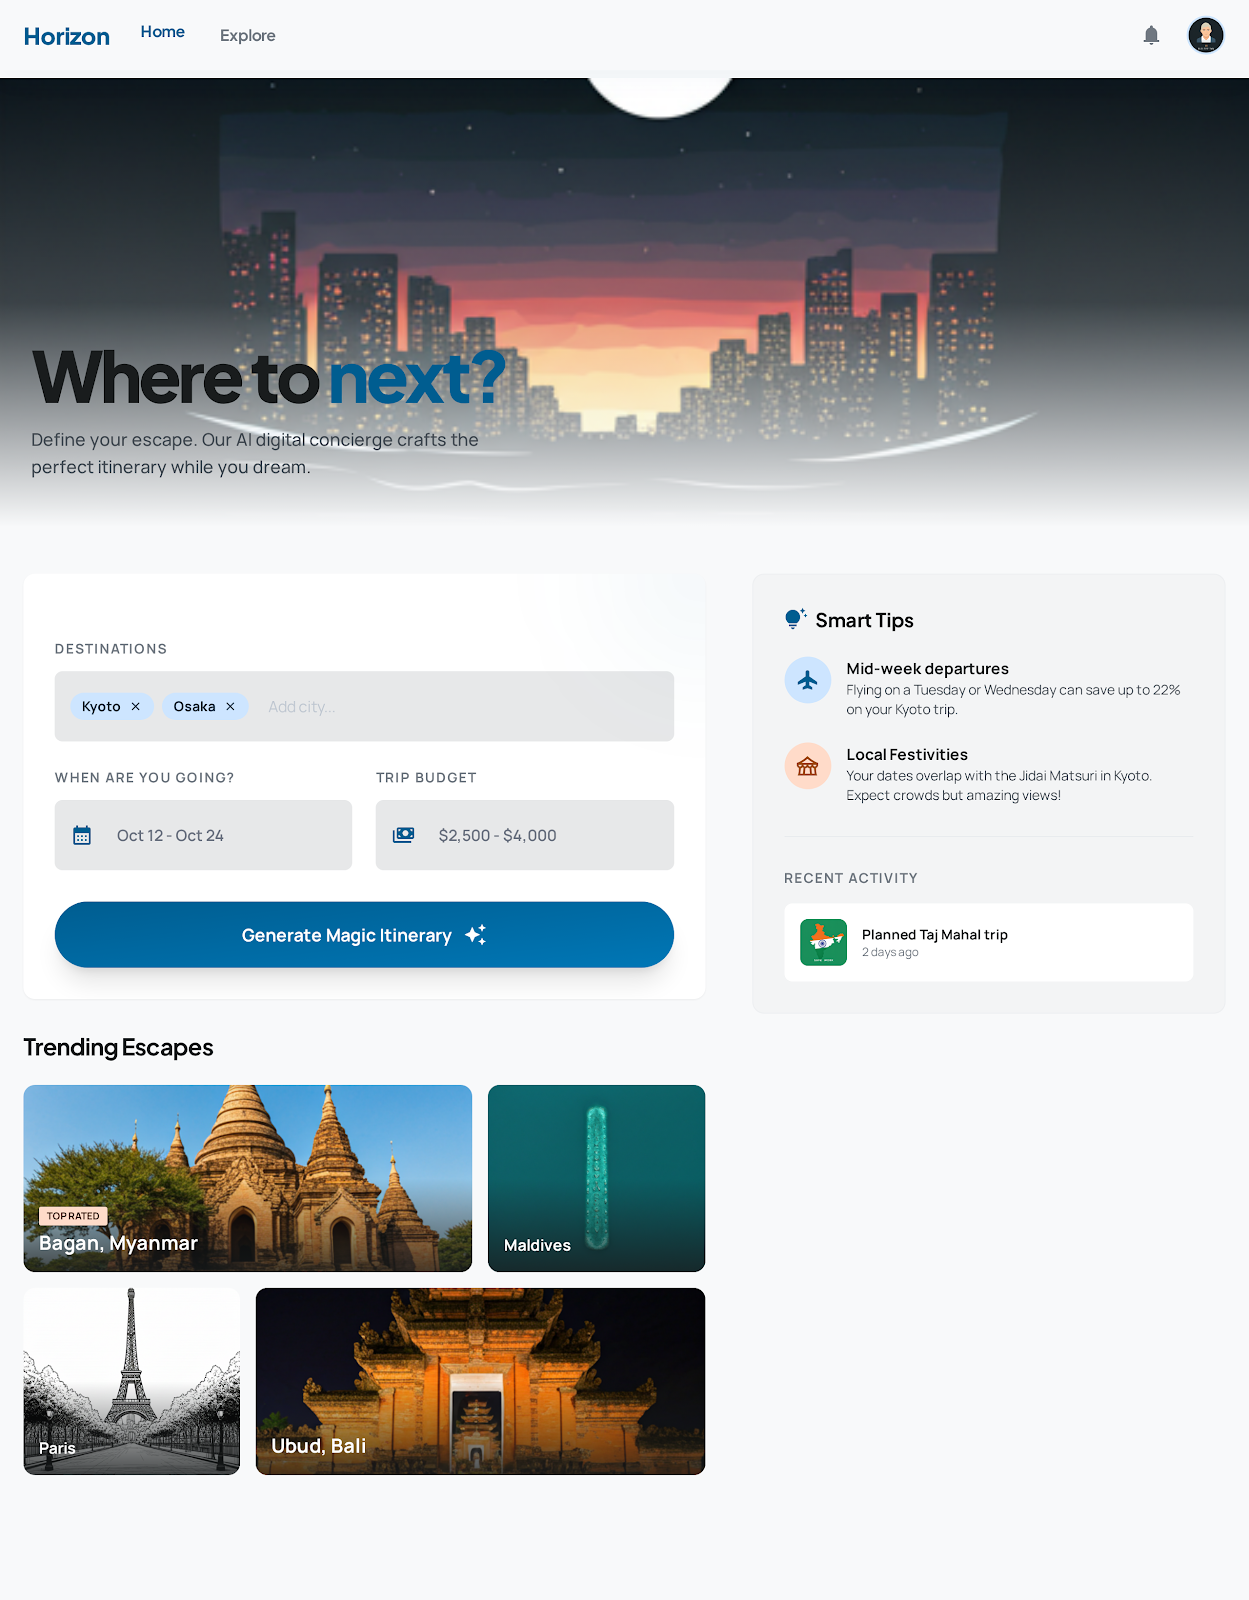 Horizon
Home
Explore
Where to next?
Define your escape. Our AI digital concierge crafts the
perfect itinerary while you dream.
DESTINATIONS
Kyoto
Osaka
Add city...
WHEN ARE YOU GOING?
TRIP BUDGET
Oct 12 - Oct 24
$2,500 - $4,000
Generate Magic Itinerary
Smart Tips
Mid-week departures
Flying on a Tuesday or Wednesday can save up to 22%
on your Kyoto trip.
Local Festivities
Your dates overlap with the Jidai Matsuri in Kyoto.
Expect crowds but amazing views!
RECENT ACTIVITY
Planned Taj Mahal trip
2 days ago
Trending Escapes
TOP RATED
Bagan, Myanmar
Maldives
Paris
Ubud, Bali